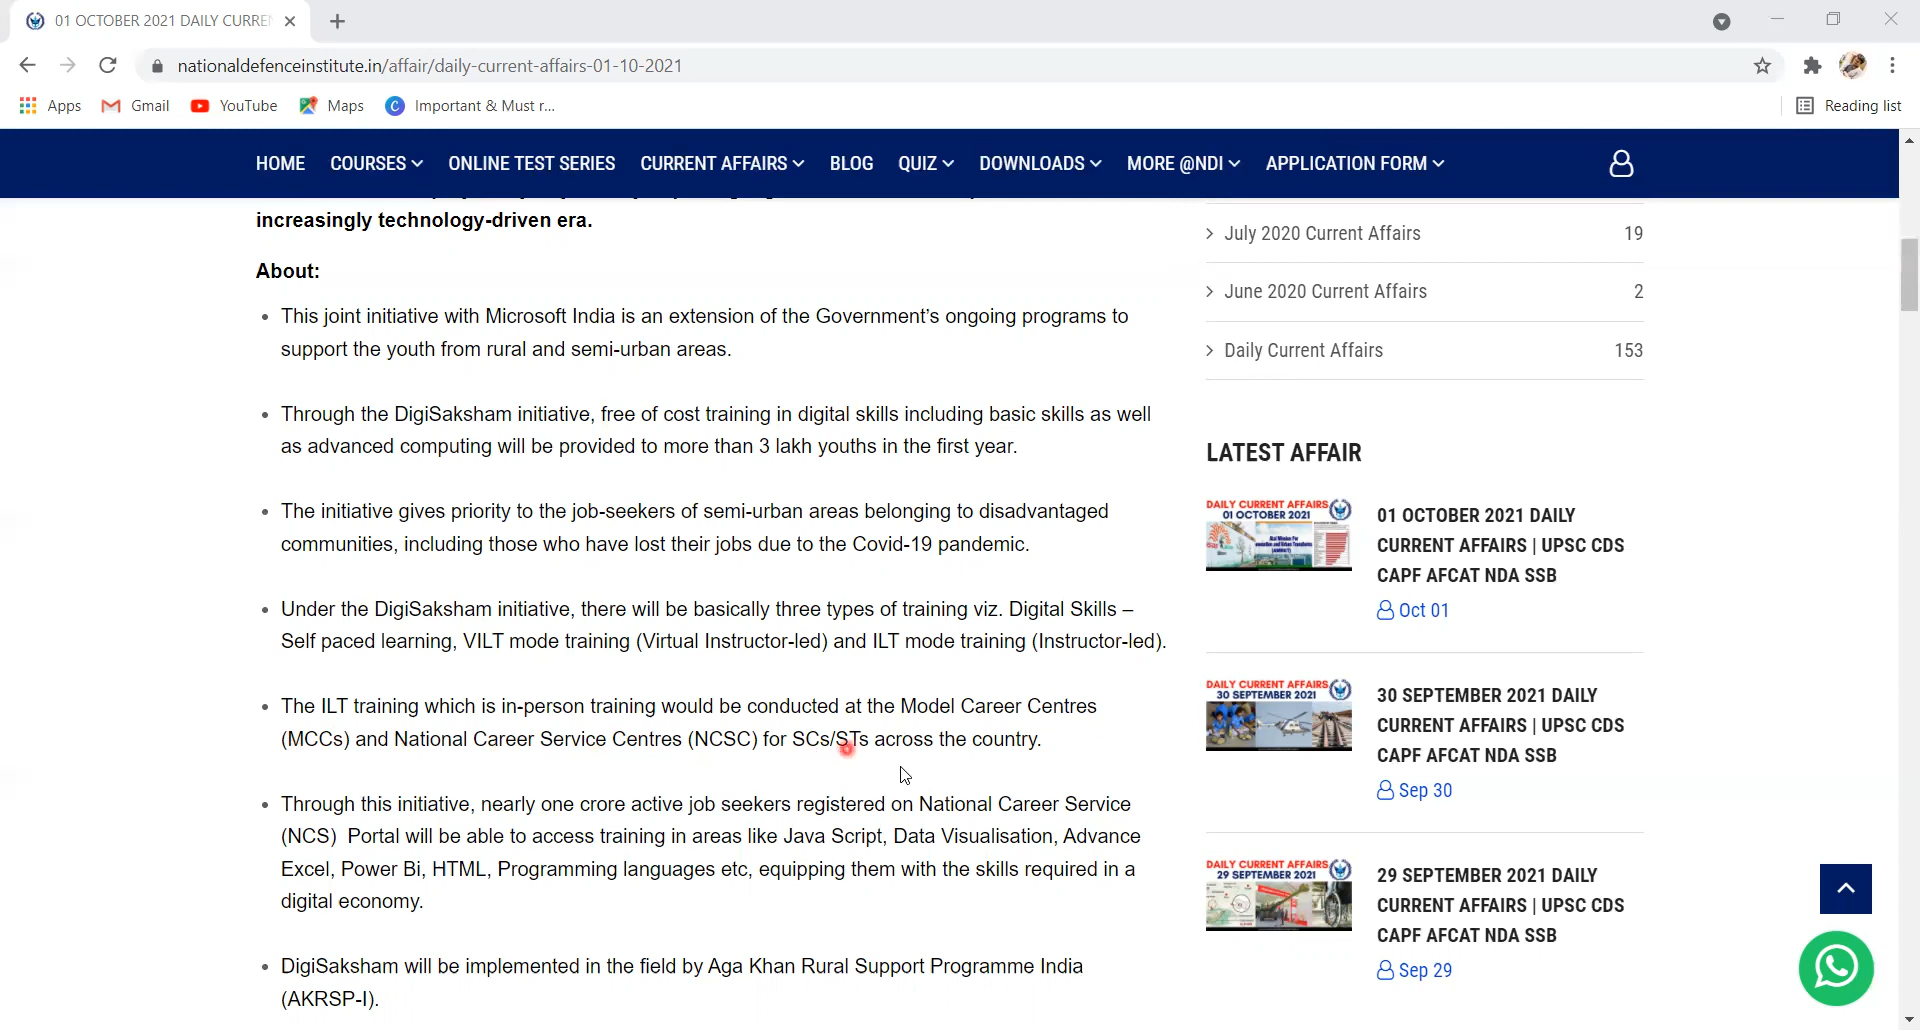 01 OCTOBER 2021 DAILY CURRE
nationaldefenceinstitute.in/affair/daily-current-affairs-01-10-2021
Apps
Gmail
YouTube
Maps
Important & Must r...
Reading list
HOME
COURSES
ONLINE TEST SERIES
CURRENT AFFAIRS
BLOG
QUIZ
DOWNLOADS
MORE @NDI
APPLICATION FORM
increasingly technology-driven era.
About:
This joint initiative with Microsoft India is an extension of the Government's ongoing programs to
support the youth from rural and semi-urban areas.
Through the DigiSaksham initiative, free of cost training in digital skills including basic skills as well
as advanced computing will be provided to more than 3 lakh youths in the first year.
The initiative gives priority to the job-seekers of semi-urban areas belonging to disadvantaged
communities, including those who have lost their jobs due to the Covid-19 pandemic.
Under the DigiSaksham initiative, there will be basically three types of training viz. Digital Skills –
Self paced learning, VILT mode training (Virtual Instructor-led) and ILT mode training (Instructor-led).
The ILT training which is in-person training would be conducted at the Model Career Centres
(MCCs) and National Career Service Centres (NCSC) for SCs/STs across the country.
Through this initiative, nearly one crore active job seekers registered on National Career Service
(NCS) Portal will be able to access training in areas like Java Script, Data Visualisation, Advance
Excel, Power Bi, HTML, Programming languages etc, equipping them with the skills required in a
digital economy.
DigiSaksham will be implemented in the field by Aga Khan Rural Support Programme India
(AKRSP-I).
July 2020 Current Affairs 19
June 2020 Current Affairs 2
Daily Current Affairs 153
LATEST AFFAIR
DAILY CURRENT AFFAIRS
01 OCTOBER 2021
01 OCTOBER 2021 DAILY
CURRENT AFFAIRS | UPSC CDS
CAPF AFCAT NDA SSB
Oct 01
DAILY CURRENT AFFAIRS
30 SEPTEMBER 2021
30 SEPTEMBER 2021 DAILY
CURRENT AFFAIRS | UPSC CDS
CAPF AFCAT NDA SSB
Sep 30
DAILY CURRENT AFFAIRS
29 SEPTEMBER 2021
29 SEPTEMBER 2021 DAILY
CURRENT AFFAIRS | UPSC CDS
CAPF AFCAT NDA SSB
Sep 29